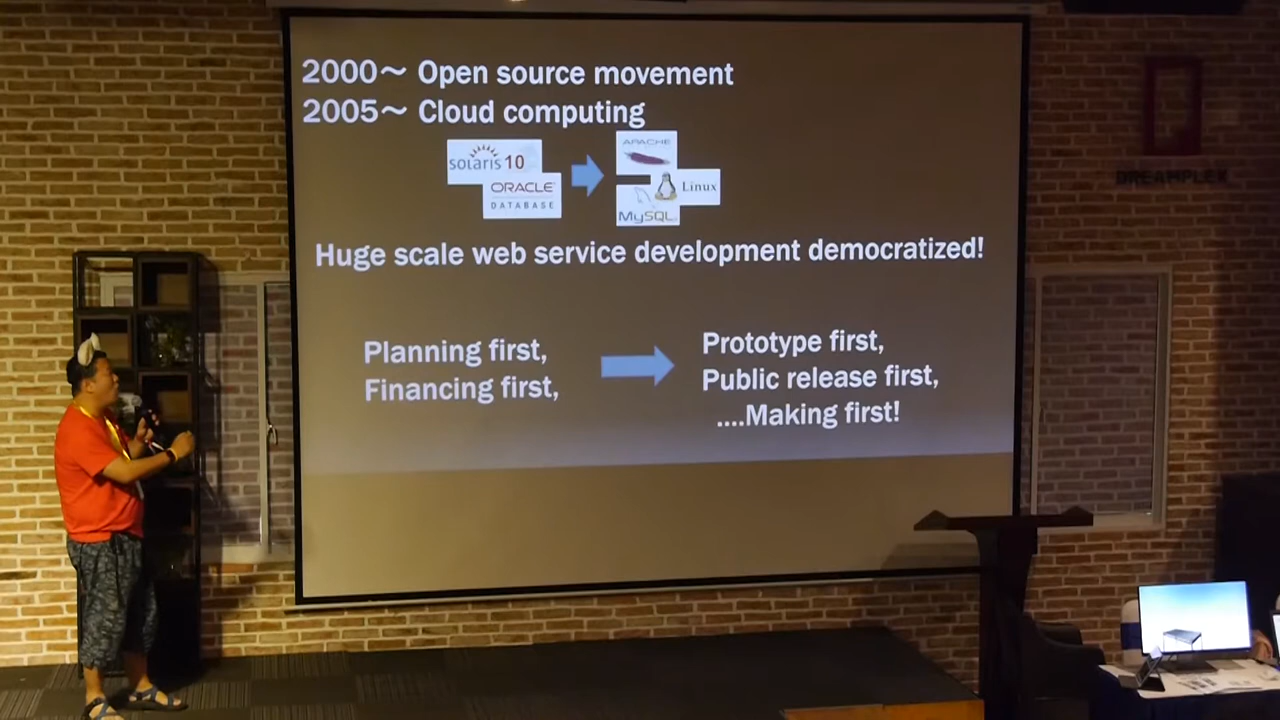 2000～ Open source movement
2005～ Cloud computing
solaris 10
ORACLE
DATABASE
APACHE
Linux
MySQL
Huge scale web service development democratized!
Planning first,
Financing first,
Prototype first,
Public release first,
....Making first!
DREAMPLEX